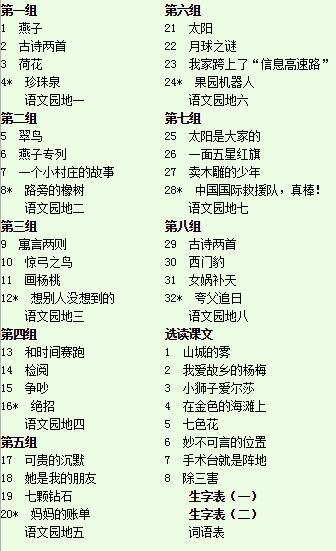 第一组
1 燕子
2 古诗两首
3 荷花
4* 珍珠泉
语文园地一
第二组
5 翠鸟
6 燕子专列
7 一个小村庄的故事
8* 路旁的橡树
语文园地二
第三组
9 寓言两则
10 惊弓之鸟
11 画杨桃
12* 想别人没想到的
语文园地三
第四组
13 和时间赛跑
14 检阅
15 争吵
16* 绝招
语文园地四
第五组
17 可贵的沉默
18 她是我的朋友
19 七颗钻石
20* 妈妈的账单
语文园地五
第六组
21 太阳
22 月球之谜
23 我家跨上了“信息高速路”
24* 果园机器人
语文园地六
第七组
25 太阳是大家的
26 一面五星红旗
27 卖木雕的少年
28* 中国国际救援队，真棒！
语文园地七
第八组
29 古诗两首
30 西门豹
31 女娲补天
32* 夸父追日
语文园地八
选读课文
1 山城的雾
2 我爱故乡的杨梅
3 小狮子爱尔莎
4 在金色的海滩上
5 七色花
6 妙不可言的位置
7 手术台就是阵地
8 除三害
生字表（一）
生字表（二）
词语表